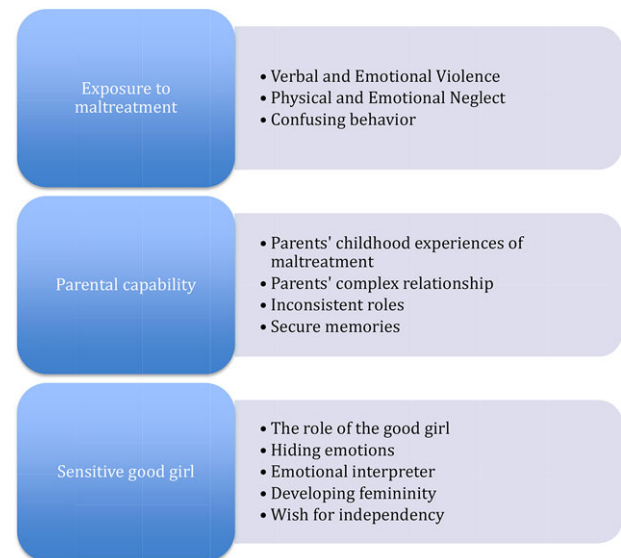 Exposure to
maltreatment
• Verbal and Emotional Violence
• Physical and Emotional Neglect
• Confusing behavior
Parental capability
• Parents' childhood experiences of
maltreatment
• Parents' complex relationship
• Inconsistent roles
• Secure memories
Sensitive good girl
• The role of the good girl
• Hiding emotions
• Emotional interpreter
• Developing femininity
• Wish for independency